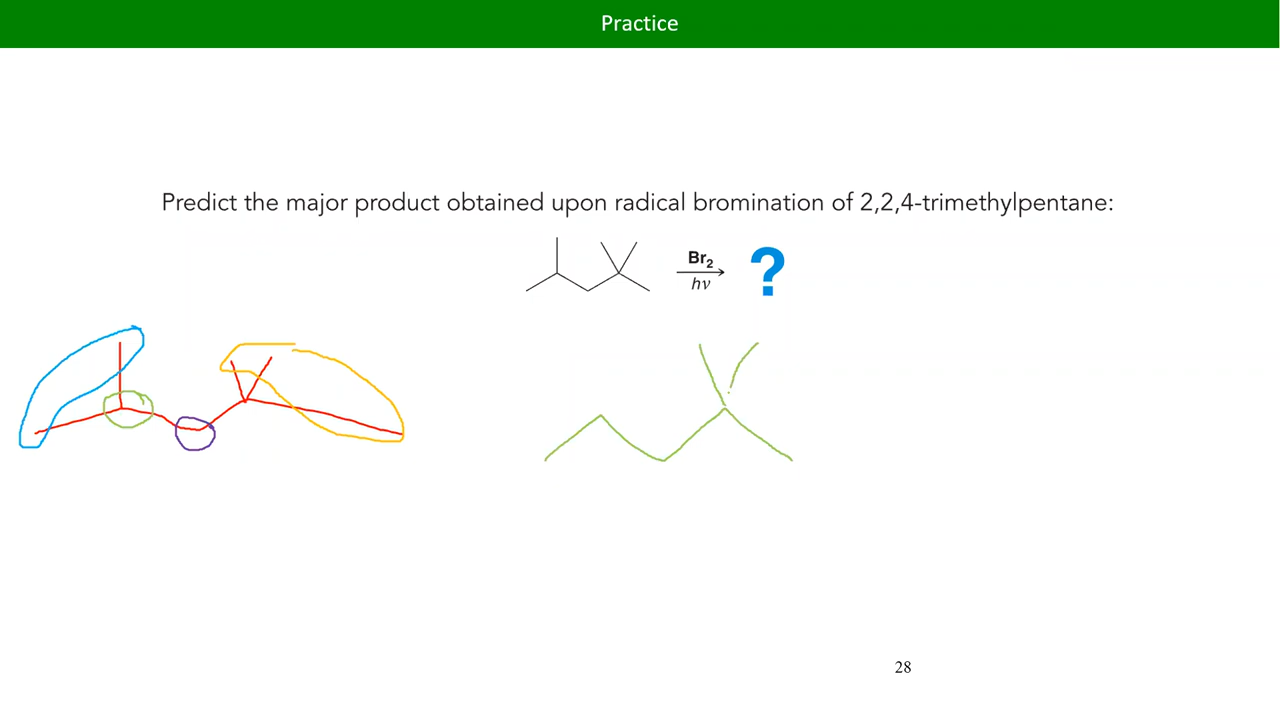 Practice
Predict the major product obtained upon radical bromination of 2,2,4-trimethylpentane:
Br₂
hν
?
28